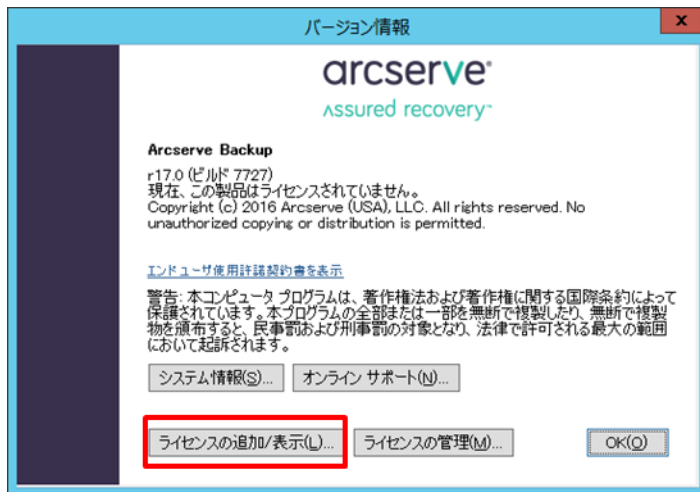 バージョン情報
x
arcserve
Assured recovery™
Arcserve Backup
r17.0 (ビルド 7727)
現在、この製品はライセンスされていません。
Copyright (c) 2016 Arcserve (USA), LLC. All rights reserved. No
unauthorized copying or distribution is permitted.
エンド ユーザ使用許諾契約書を表示
警告: 本コンピュータ プログラムは、著作権法および著作権に関する国際条約によって
保護されています。本プログラムの全部または一部を無断で複製したり、無断で複製
物を頒布すると、民事罰および刑事罰の対象となり、法律で許可される最大の範囲
において起訴されます。
システム情報(S)... オンライン サポート(N)...
ライセンスの追加/表示(L)... ライセンスの管理(M)... OK(O)